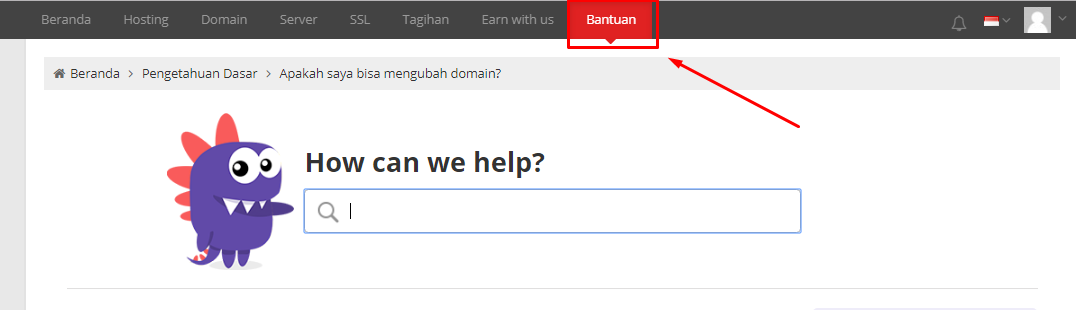 Beranda Hosting Domain Server SSL Tagihan Earn with us Bantuan
Beranda > Pengetahuan Dasar > Apakah saya bisa mengubah domain?
How can we help?